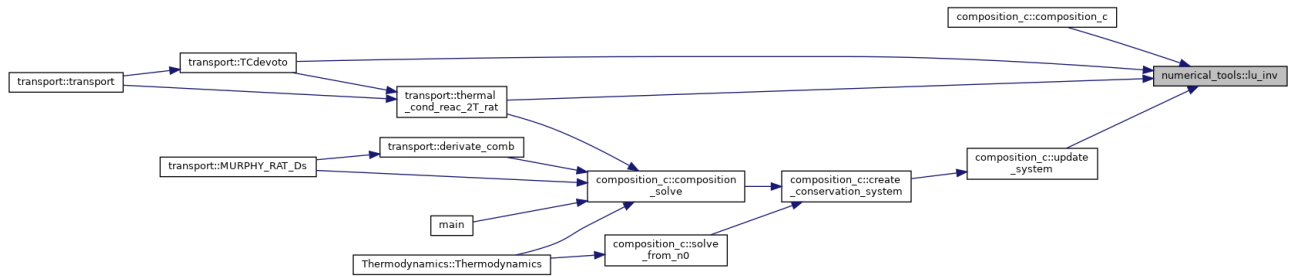 composition_c::composition_c
transport::TCdevoto
numerical_tools::lu_inv
transport::transport
transport::thermal
_cond_reac_2T_rat
transport::derivate_comb
composition_c::update
_system
transport::MURPHY_RAT_Ds
composition_c::composition
_solve
composition_c::create
_conservation_system
main
composition_c::solve
_from_n0
Thermodynamics::Thermodynamics